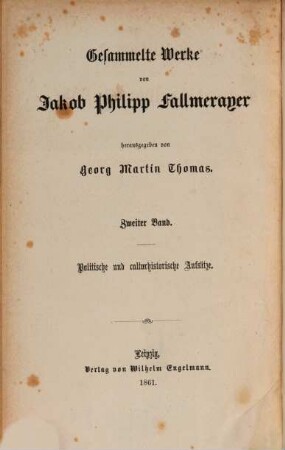 Gesammelte Werke
von
Jakob Philipp Fallmerayer
herausgegeben von
Georg Martin Thomas.
Zweiter Band.
Politische und culturhistorische Aufsätze.
Leipzig,
Verlag von Wilhelm Engelmann.
1861.